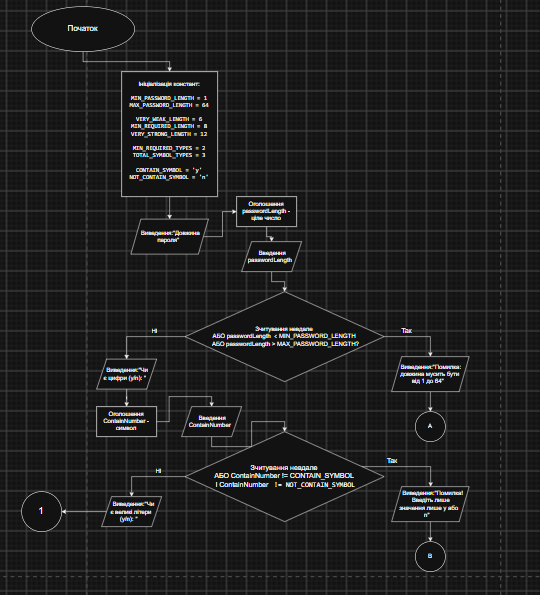 Початок
Ініціалізація констант:
MIN_PASSWORD_LENGTH = 1
MAX_PASSWORD_LENGTH = 64
VERY_WEAK_LENGTH = 6
MIN_REQUIRED_LENGTH = 8
VERY_STRONG_LENGTH = 12
MIN_REQUIRED_TYPES = 2
TOTAL_SYMBOL_TYPES = 3
CONTAIN_SYMBOL = 'y'
NOT_CONTAIN_SYMBOL = 'n'
Виведення:"Довжина
пароля"
Оголошення
passwordLength -
ціле число
Введення
passwordLength
Зчитування невдале
АБО passwordLength < MIN_PASSWORD_LENGTH
АБО passwordLength > MAX_PASSWORD_LENGTH?
Ні
Так
Виведення:"Чи
є цифри (y/n): "
Виведення:"Помилка:
довжина мусить бути
від 1 до 64"
Оголошення
ContainNumber -
символ
Введення
ContainNumber
A
Зчитування невдале
АБО ContainNumber != CONTAIN_SYMBOL
І ContainNumber != NOT_CONTAIN_SYMBOL
Ні
Так
Виведення:"Чи
є великі літери
(y/n): "
1
Виведення:"Помилка!
Введіть лише
значення лише y або
n"
B